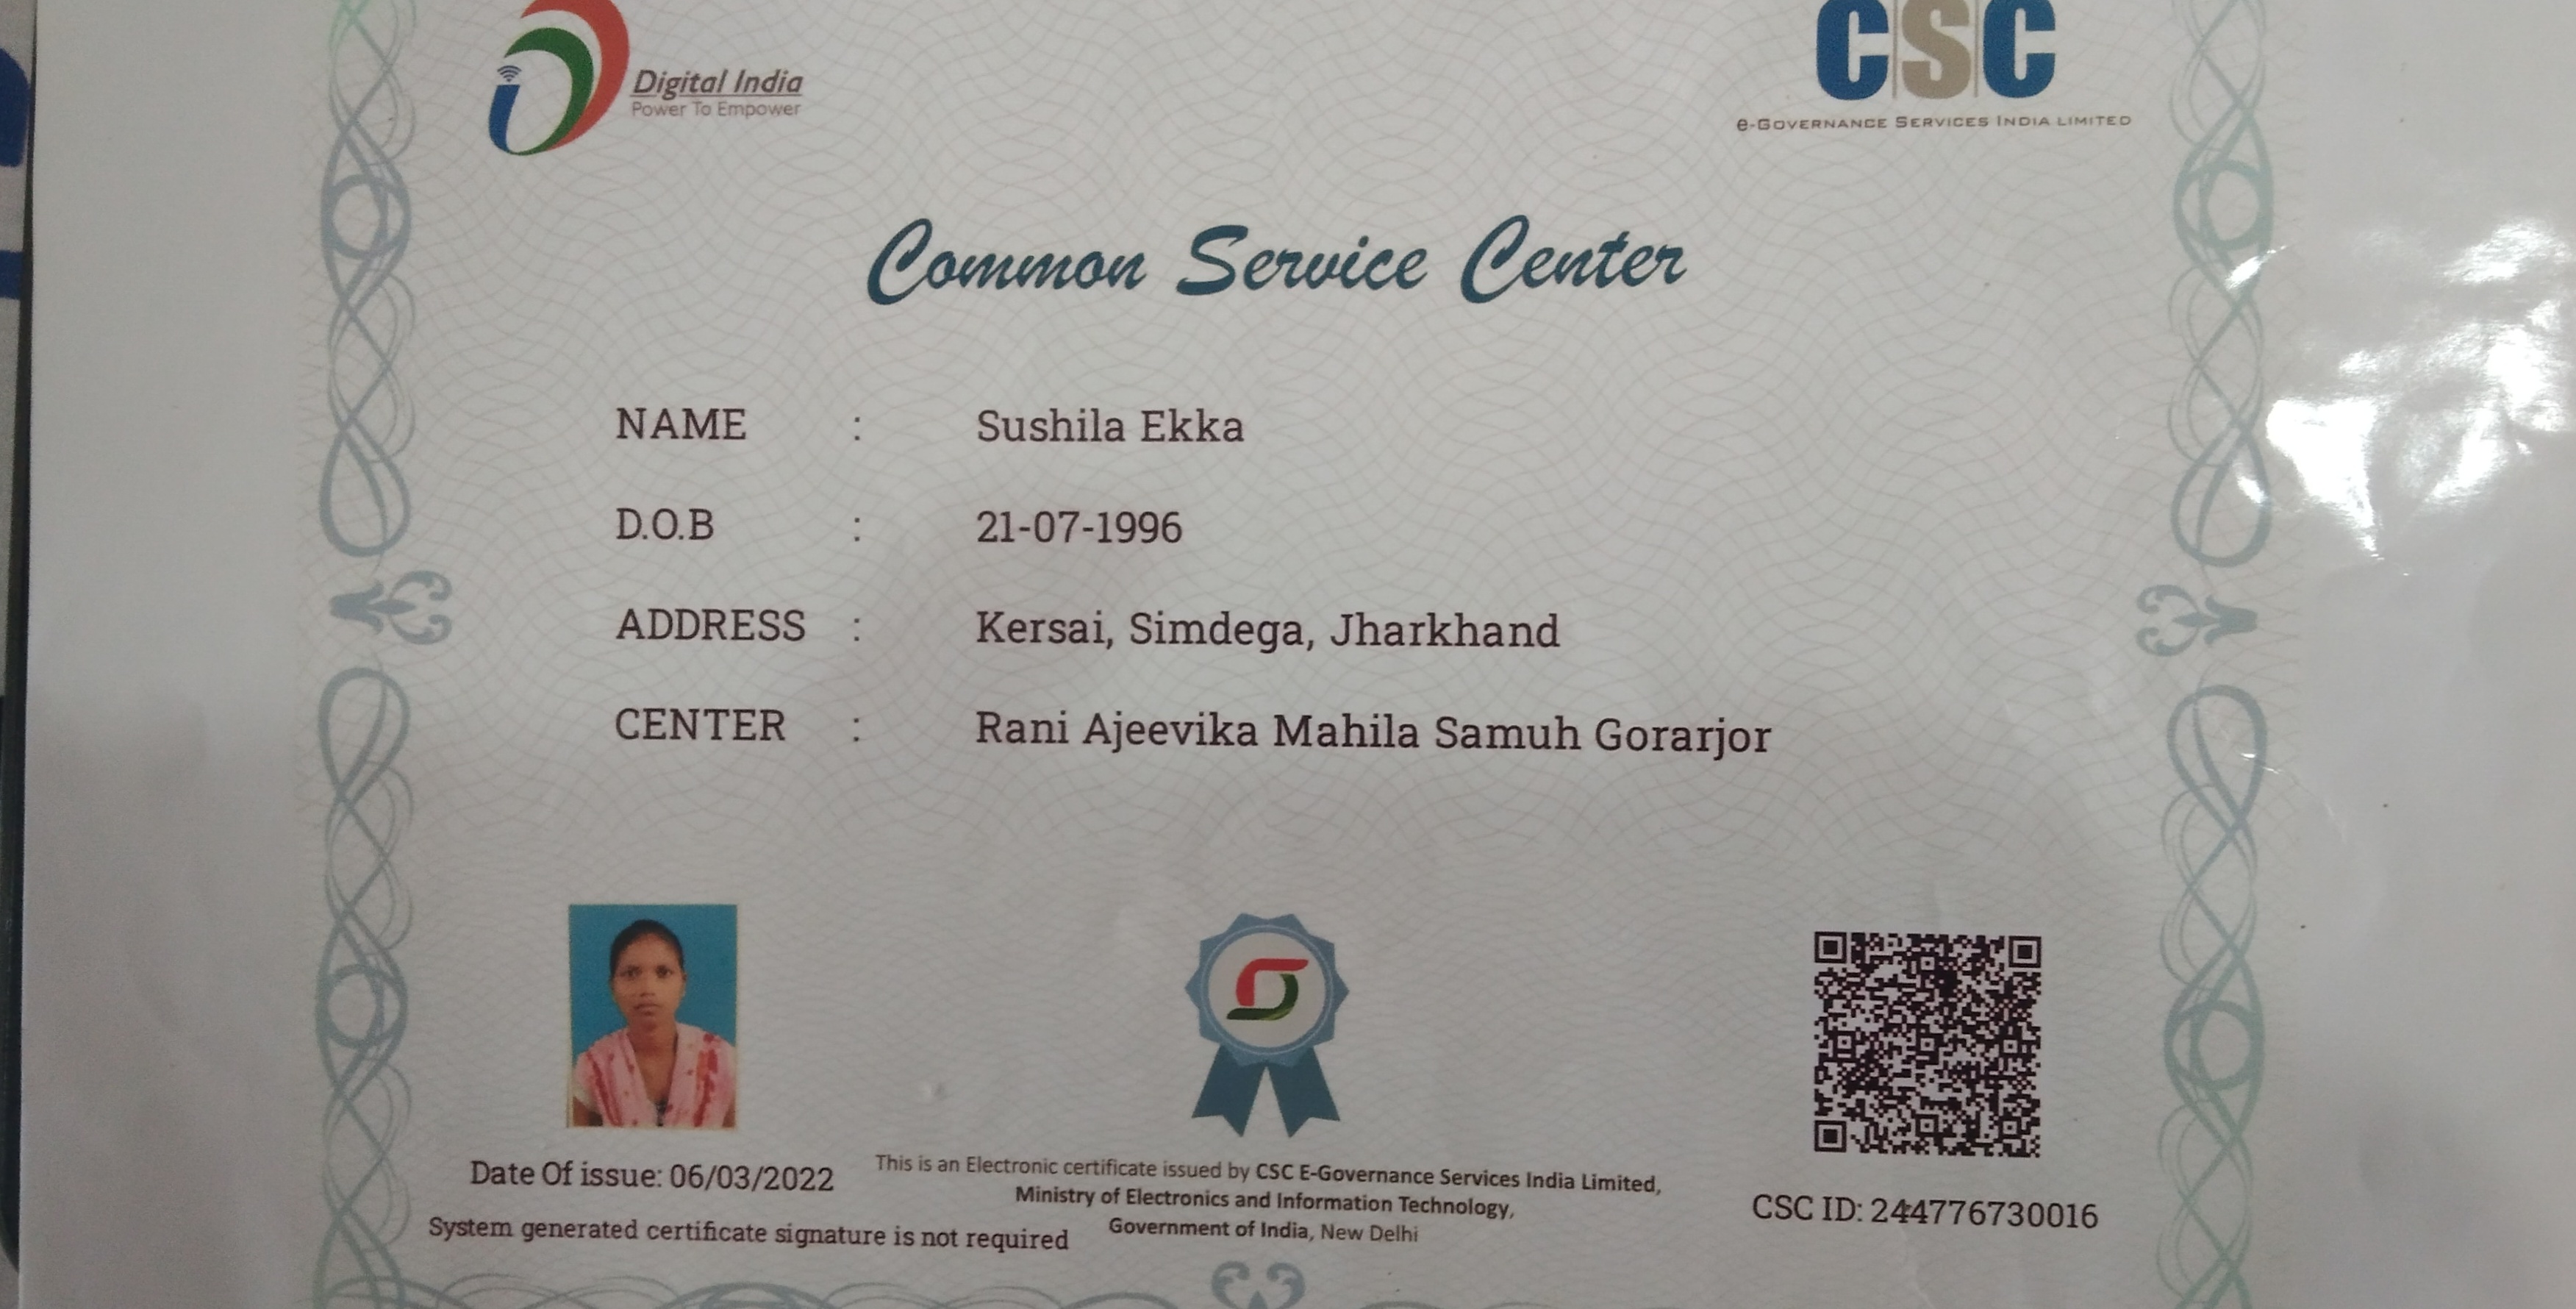 Digital India
Power To Empower
CSC
e-Governance Services India Limited
Common Service Center
NAME : Sushila Ekka
D.O.B : 21-07-1996
ADDRESS : Kersai, Simdega, Jharkhand
CENTER : Rani Ajeevika Mahila Samuh Gorarjor
Date Of issue: 06/03/2022
System generated certificate signature is not required
This is an Electronic certificate issued by CSC E-Governance Services India Limited,
Ministry of Electronics and Information Technology,
Government of India, New Delhi
CSC ID: 244776730016